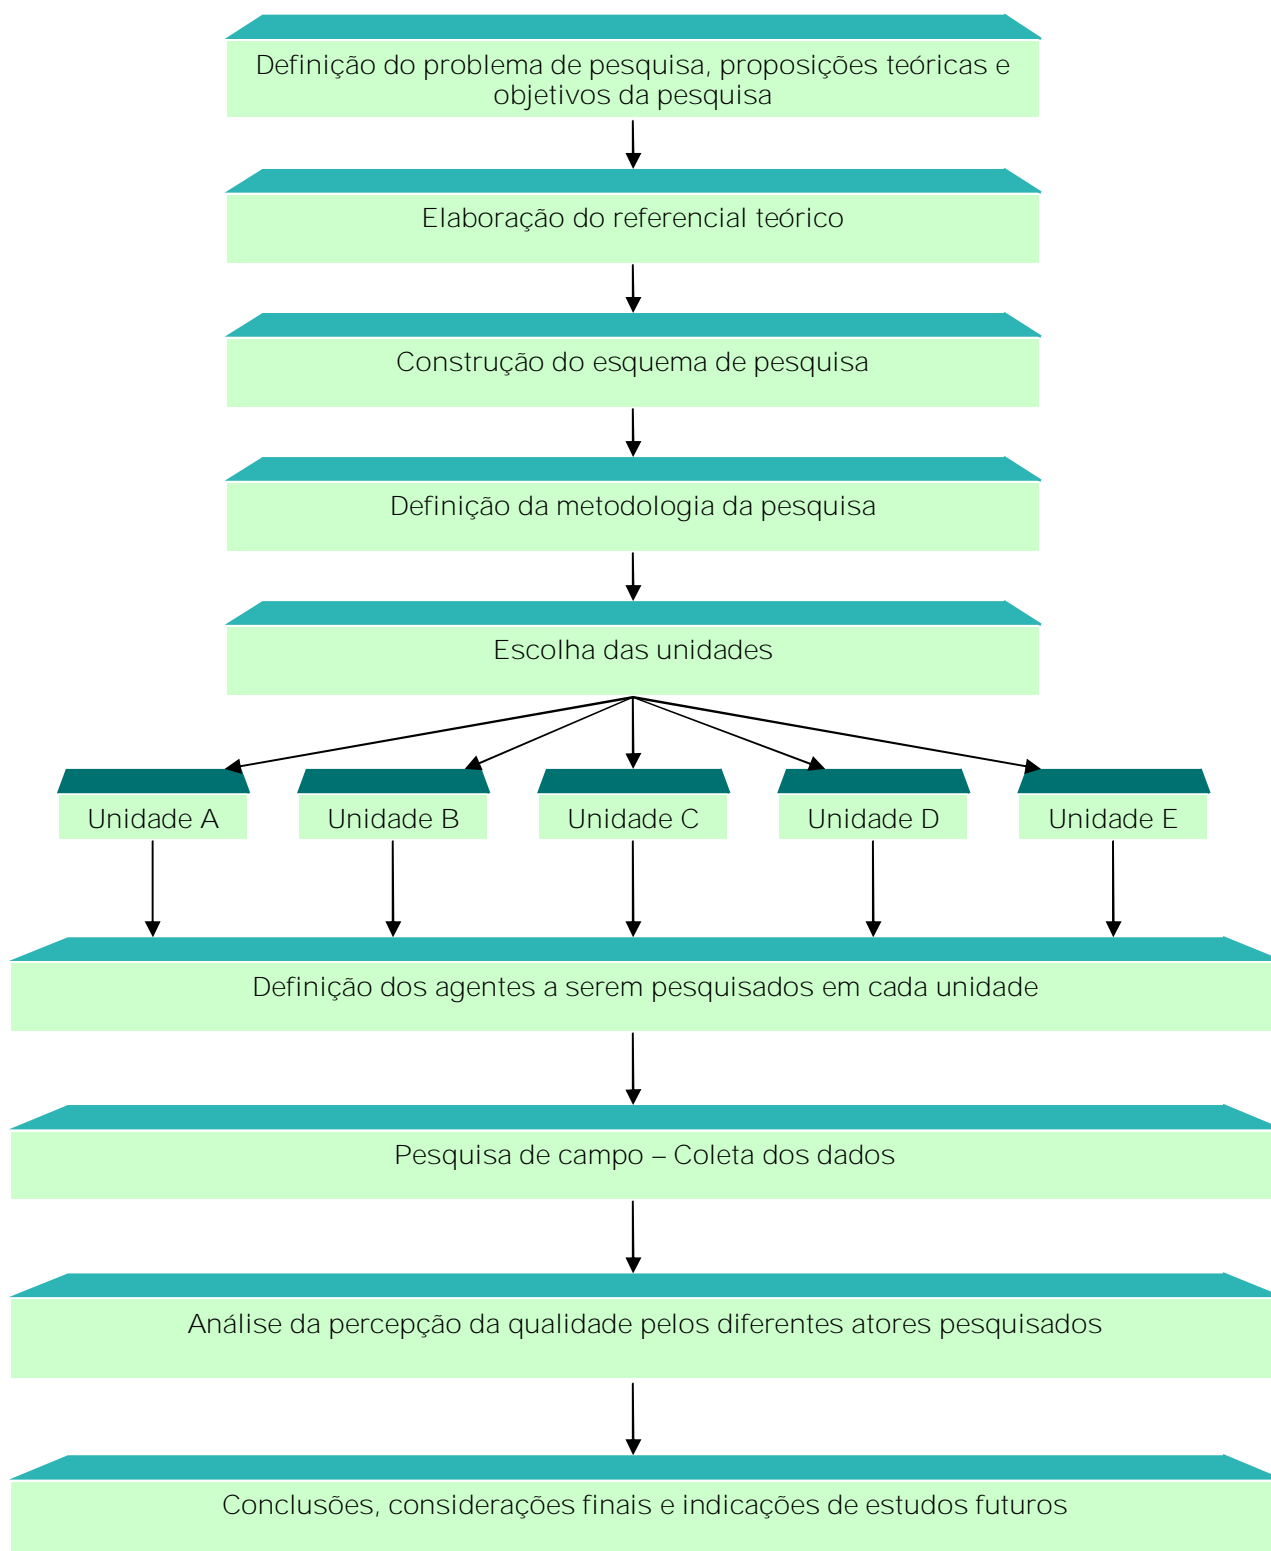 Definição do problema de pesquisa, proposições teóricas e
objetivos da pesquisa
Elaboração do referencial teórico
Construção do esquema de pesquisa
Definição da metodologia da pesquisa
Escolha das unidades
Unidade A
Unidade B
Unidade C
Unidade D
Unidade E
Definição dos agentes a serem pesquisados em cada unidade
Pesquisa de campo – Coleta dos dados
Análise da percepção da qualidade pelos diferentes atores pesquisados
Conclusões, considerações finais e indicações de estudos futuros